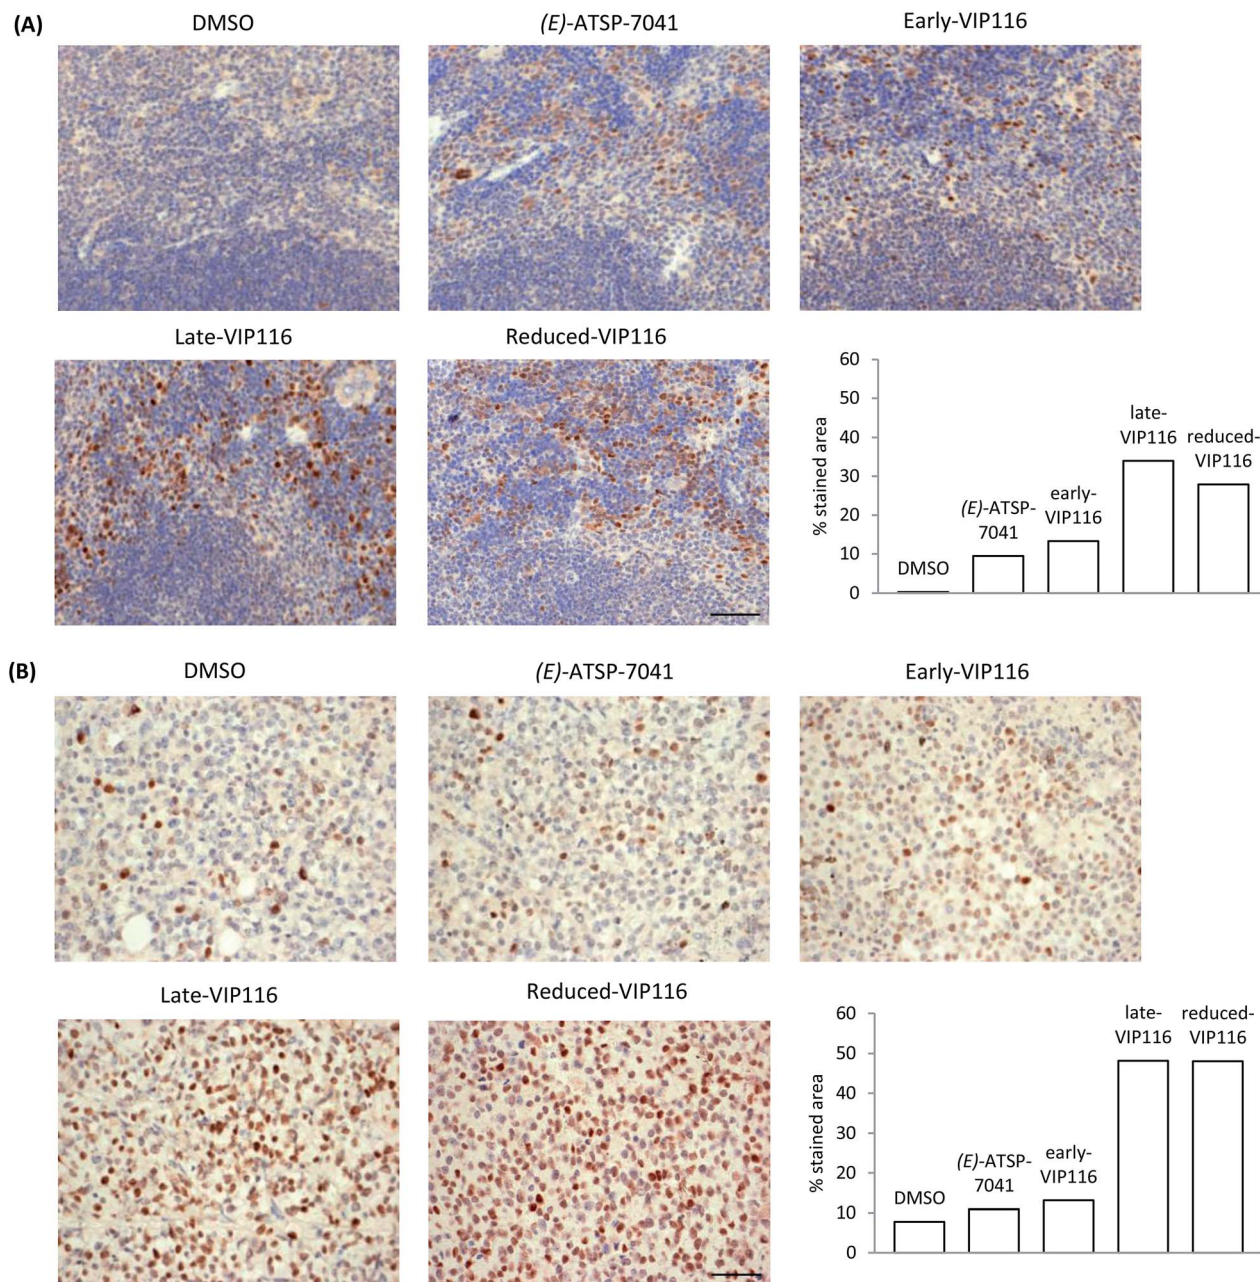 (A)
DMSO
(E)-ATSP-7041
Early-VIP116
Late-VIP116
Reduced-VIP116
% stained area
60
50
40
30
20
10
0
DMSO
(E)-ATSP-
7041
early-
VIP116
late-
VIP116
reduced-
VIP116
(B)
DMSO
(E)-ATSP-7041
Early-VIP116
Late-VIP116
Reduced-VIP116
% stained area
60
50
40
30
20
10
0
DMSO
(E)-ATSP-
7041
early-
VIP116
late-
VIP116
reduced-
VIP116